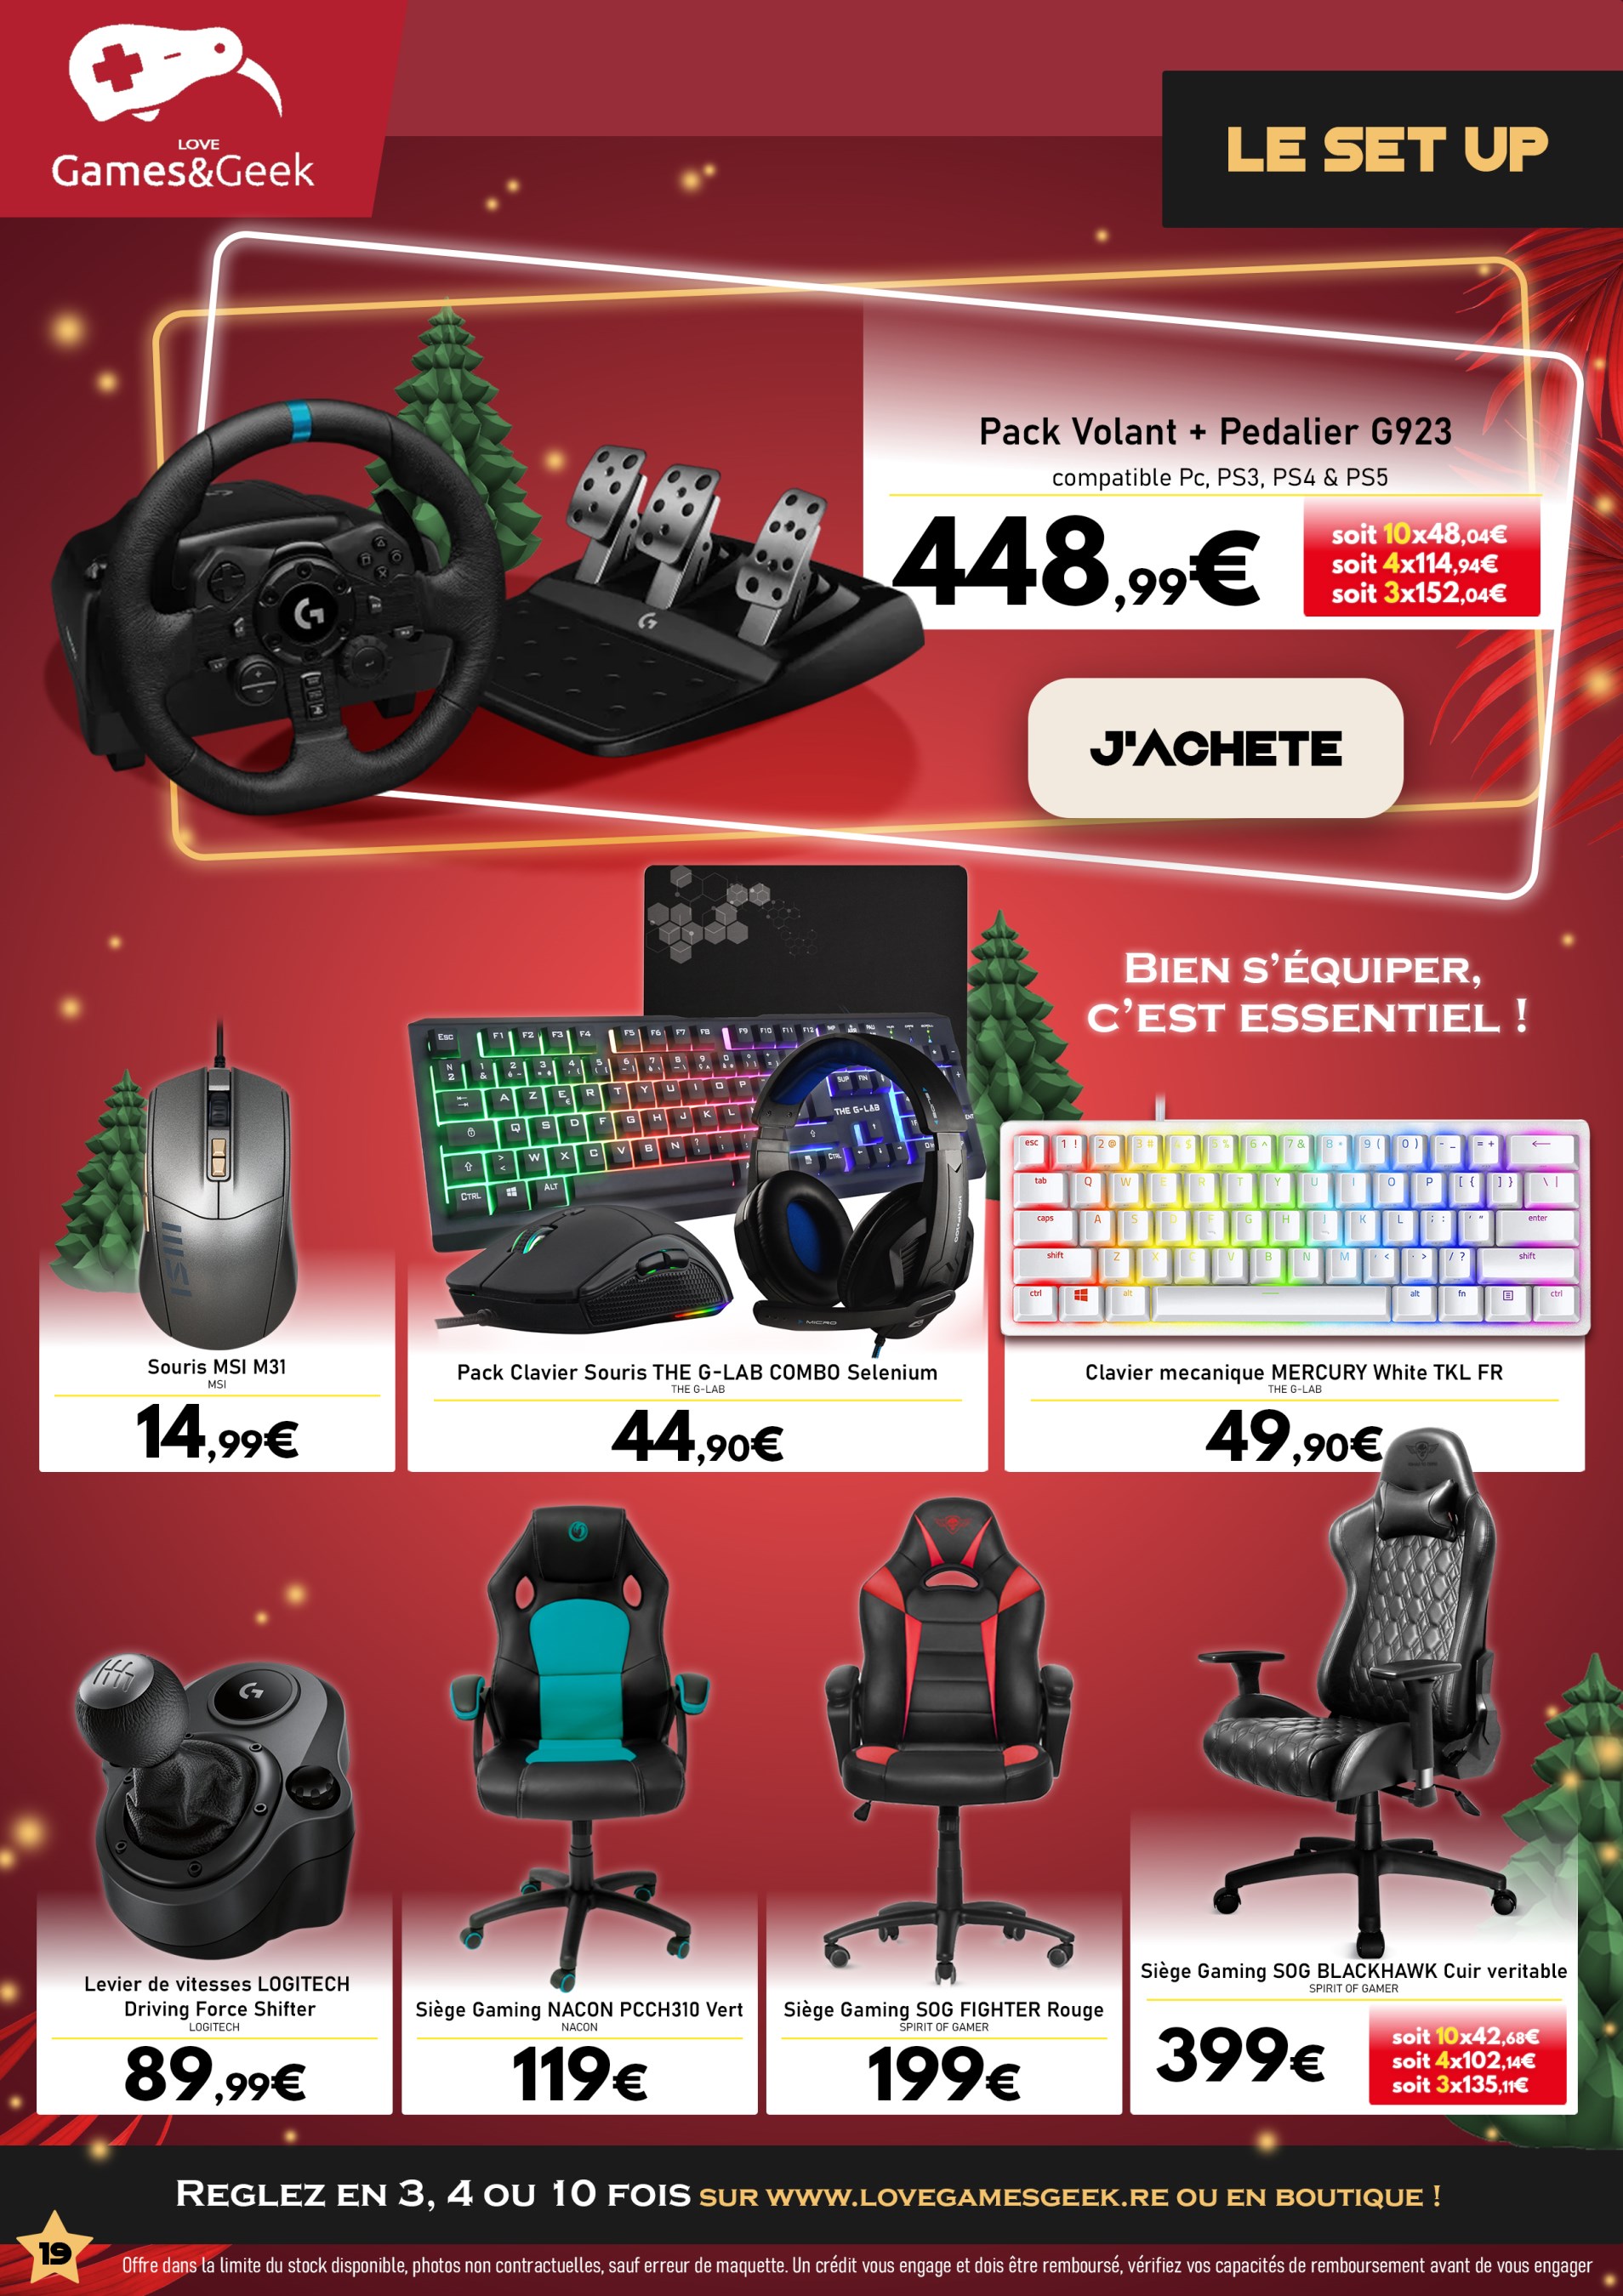 LOVE
Games&Geek
LE SET UP
Pack Volant + Pedalier G923
compatible Pc, PS3, PS4 & PS5
448,99€
soit 10x48,04€
soit 4x114,94€
soit 3x152,04€
J'ACHETE
BIEN S'ÉQUIPER,
C'EST ESSENTIEL !
Souris MSI M31
MSI
14,99€
Pack Clavier Souris THE G-LAB COMBO Selenium
THE G-LAB
44,90€
Clavier mecanique MERCURY White TKL FR
THE G-LAB
49,90€
Levier de vitesses LOGITECH
Driving Force Shifter
LOGITECH
89,99€
Siège Gaming NACON PCCH310 Vert
NACON
119€
Siège Gaming SOG FIGHTER Rouge
SPIRIT OF GAMER
199€
Siège Gaming SOG BLACKHAWK Cuir veritable
SPIRIT OF GAMER
399€
soit 10x42,68€
soit 4x102,14€
soit 3x135,11€
REGLEZ EN 3, 4 OU 10 FOIS SUR WWW.LOVEGAMESGEEK.RE OU EN BOUTIQUE !
19
Offre dans la limite du stock disponible, photos non contractuelles, sauf erreur de maquette. Un crédit vous engage et dois être remboursé, vérifiez vos capacités de remboursement avant de vous engager